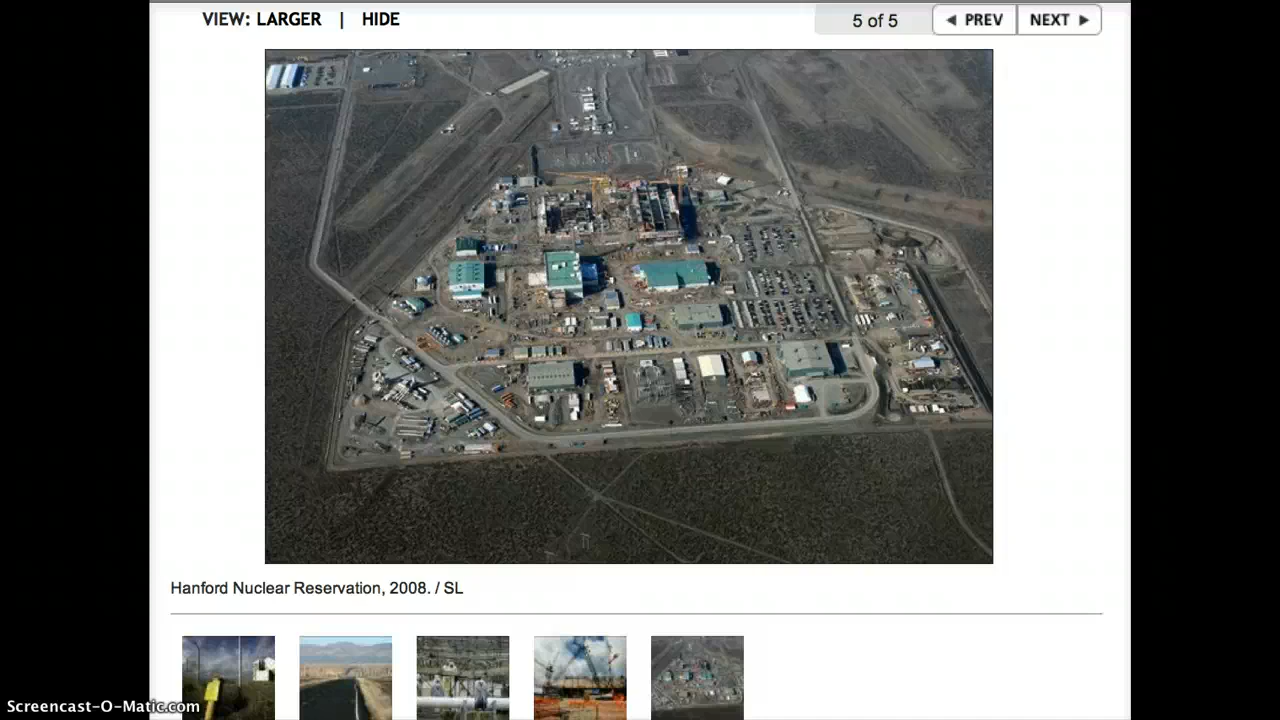 VIEW: LARGER | HIDE
5 of 5
PREV
NEXT
Hanford Nuclear Reservation, 2008. / SL
Screencast-O-Matic.com